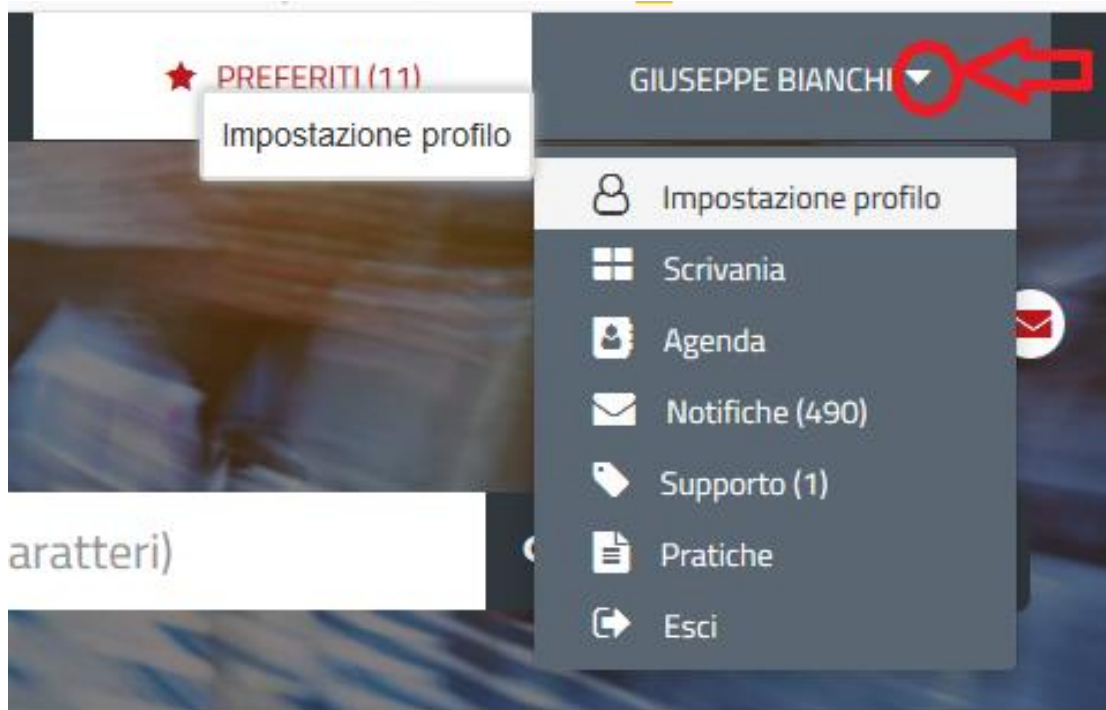 PREFERITI (11)
GIUSEPPE BIANCHI
Impostazione profilo
Impostazione profilo
Scrivania
Agenda
Notifiche (490)
Supporto (1)
aratteri)
Pratiche
Esci